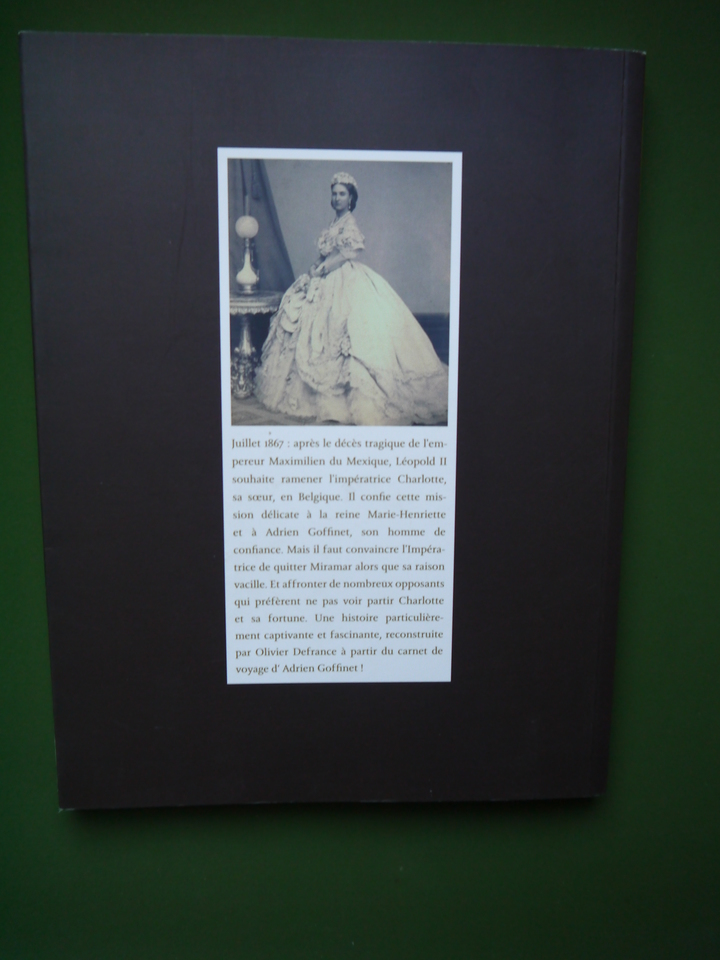 Juillet 1867 : après le décès tragique de l'em-
pereur Maximilien du Mexique, Léopold II
souhaite ramener l'impératrice Charlotte,
sa sœur, en Belgique. Il confie cette mis-
sion délicate à la reine Marie-Henriette
et à Adrien Goffinet, son homme de
confiance. Mais il faut convaincre l'Impéra-
trice de quitter Miramar alors que sa raison
vacille. Et affronter de nombreux opposants
qui préfèrent ne pas voir partir Charlotte
et sa fortune. Une histoire particulière-
ment captivante et fascinante, reconstruite
par Olivier Defrance à partir du carnet de
voyage d' Adrien Goffinet !